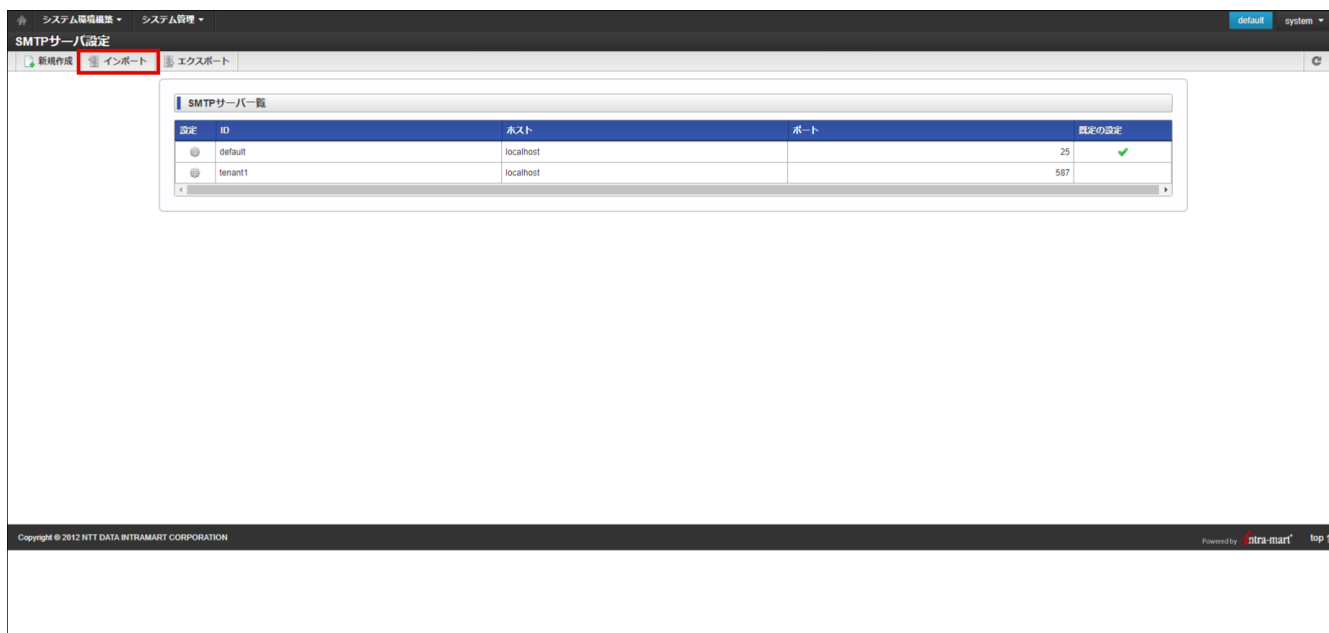 システム環境構築 ▼ システム管理 ▼ default system ▼
SMTPサーバ設定
新規作成 インポート エクスポート
SMTPサーバ一覧
設定 ID ホスト ポート 既定の設定
default localhost 25
tenant1 localhost 587
Copyright © 2012 NTT DATA INTRAMART CORPORATION Powered by intra-mart top ↑